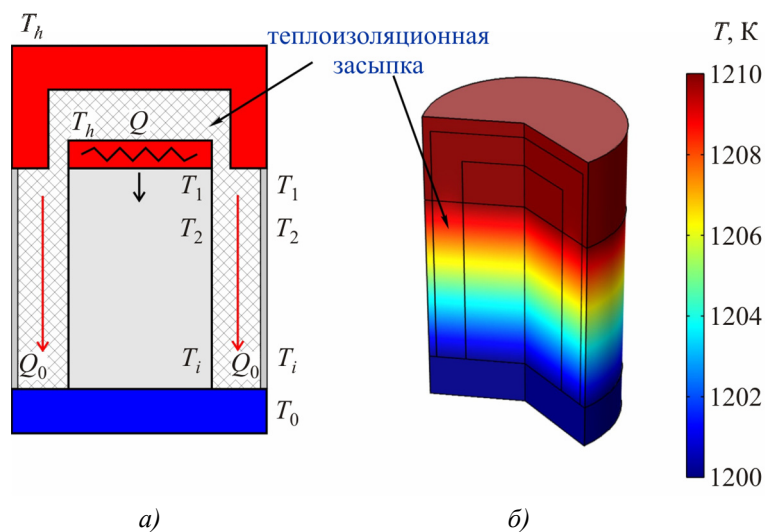 T_h
теплоизоляционная
засыпка
T, К
T_h Q
T_1 T_1
T_2 T_2
T_i T_i
Q_0 Q_0
T_0
1210
1208
1206
1204
1202
1200
а) б)